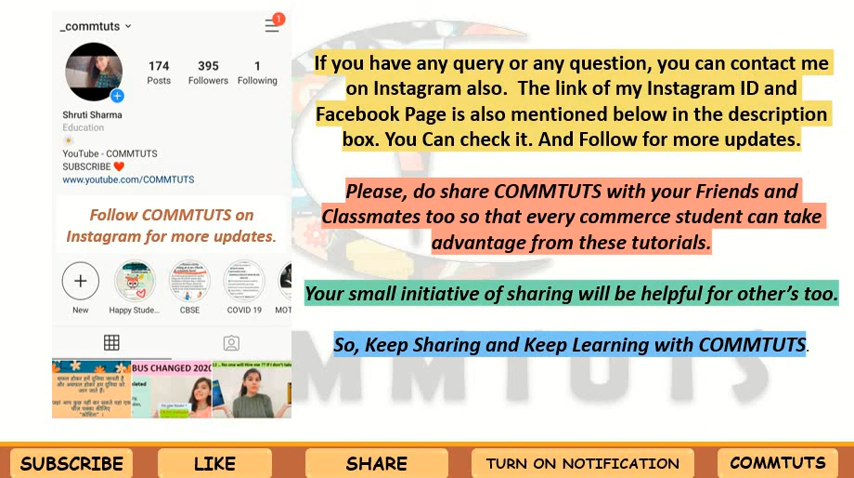 _commtuts
1
174
395
1
Posts
Followers
Following
Shruti Sharma
Education
YouTube - COMMTUTS
SUBSCRIBE ❤️
www.youtube.com/COMMTUTS
Follow COMMTUTS on
Instagram for more updates.
New
Happy Stude...
CBSE
COVID 19
MOT
BUS CHANGED 2020
If you have any query or any question, you can contact me
on Instagram also. The link of my Instagram ID and
Facebook Page is also mentioned below in the description
box. You Can check it. And Follow for more updates.
Please, do share COMMTUTS with your Friends and
Classmates too so that every commerce student can take
advantage from these tutorials.
Your small initiative of sharing will be helpful for other's too.
So, Keep Sharing and Keep Learning with COMMTUTS.
MMTUTS
SUBSCRIBE
LIKE
SHARE
TURN ON NOTIFICATION
COMMTUTS